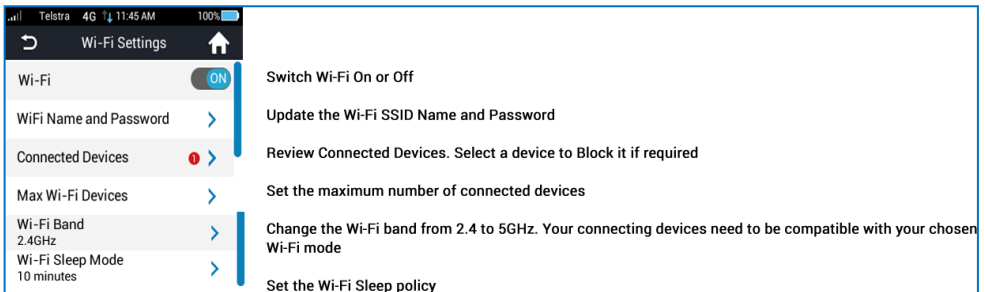 Telstra 4G 11:45 AM 100%
Wi-Fi Settings
Wi-Fi ON
Switch Wi-Fi On or Off
WiFi Name and Password
Update the Wi-Fi SSID Name and Password
Connected Devices 1
Review Connected Devices. Select a device to Block it if required
Max Wi-Fi Devices
Set the maximum number of connected devices
Wi-Fi Band
2.4GHz
Change the Wi-Fi band from 2.4 to 5GHz. Your connecting devices need to be compatible with your chosen
Wi-Fi mode
Wi-Fi Sleep Mode
10 minutes
Set the Wi-Fi Sleep policy